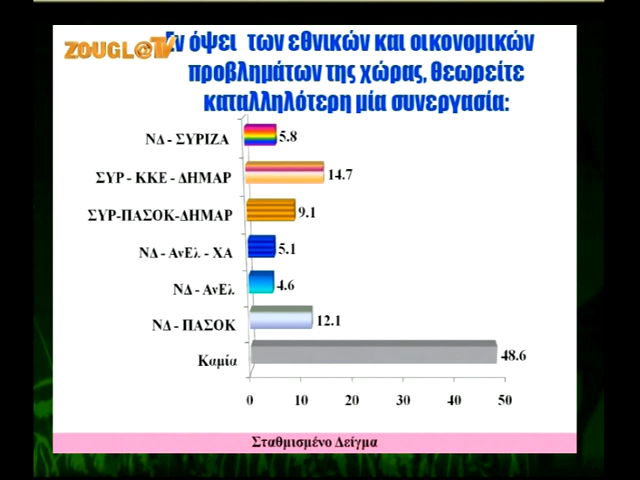 ZOUGL@TV
Εν όψει των εθνικών και οικονομικών
προβλημάτων της χώρας, θεωρείτε
καταλληλότερη μία συνεργασία:
ΝΔ - ΣΥΡΙΖΑ 5.8
ΣΥΡ - ΚΚΕ - ΔΗΜΑΡ 14.7
ΣΥΡ-ΠΑΣΟΚ-ΔΗΜΑΡ 9.1
ΝΔ - ΑνΕλ - ΧΑ 5.1
ΝΔ - ΑνΕλ 4.6
ΝΔ - ΠΑΣΟΚ 12.1
Καμία 48.6
0 10 20 30 40 50
Σταθμισμένο Δείγμα